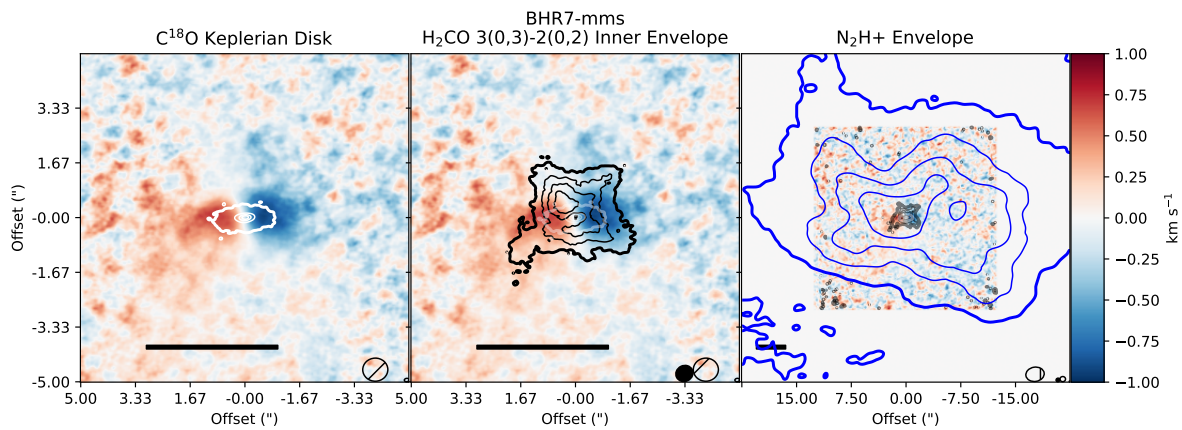 BHR7-mms
C¹⁸O Keplerian Disk
H₂CO 3(0,3)-2(0,2) Inner Envelope
N₂H+ Envelope
Offset (")
3.33
1.67
-0.00
-1.67
-3.33
-5.00
5.00 3.33 1.67 -0.00 -1.67 -3.33
5.00 3.33 1.67 -0.00 -1.67 -3.33
15.00 7.50 0.00 -7.50 -15.00
Offset (")
Offset (")
Offset (")
1.00
0.75
0.50
0.25
0.00
−0.25
−0.50
−0.75
−1.00
km s⁻¹